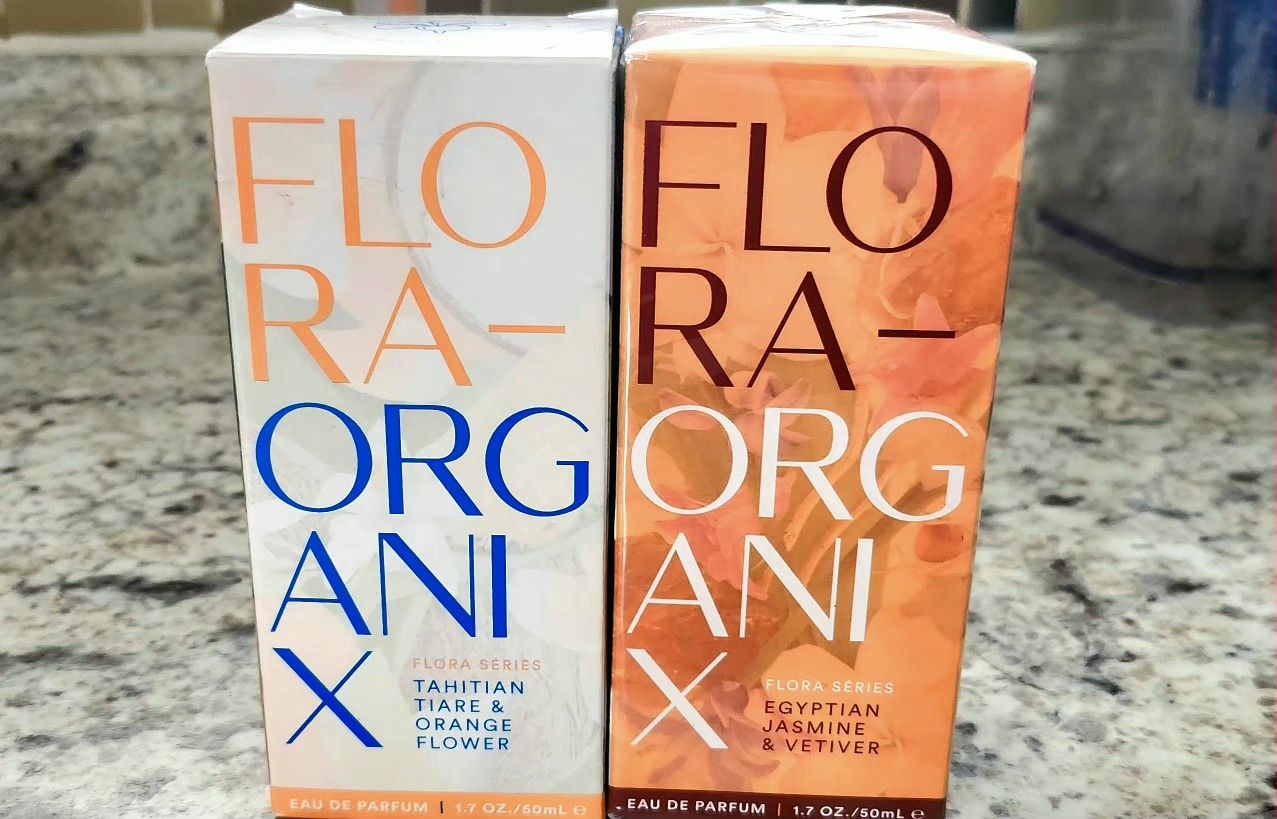 FLO
RA-
ORG
ANI
X
FLORA SÉRIES
TAHITIAN
TIARE &
ORANGE
FLOWER
EAU DE PARFUM | 1.7 OZ./50mL ℮
FLO
RA-
ORG
ANI
X
FLORA SÉRIES
EGYPTIAN
JASMINE
& VETIVER
EAU DE PARFUM | 1.7 OZ./50mL ℮